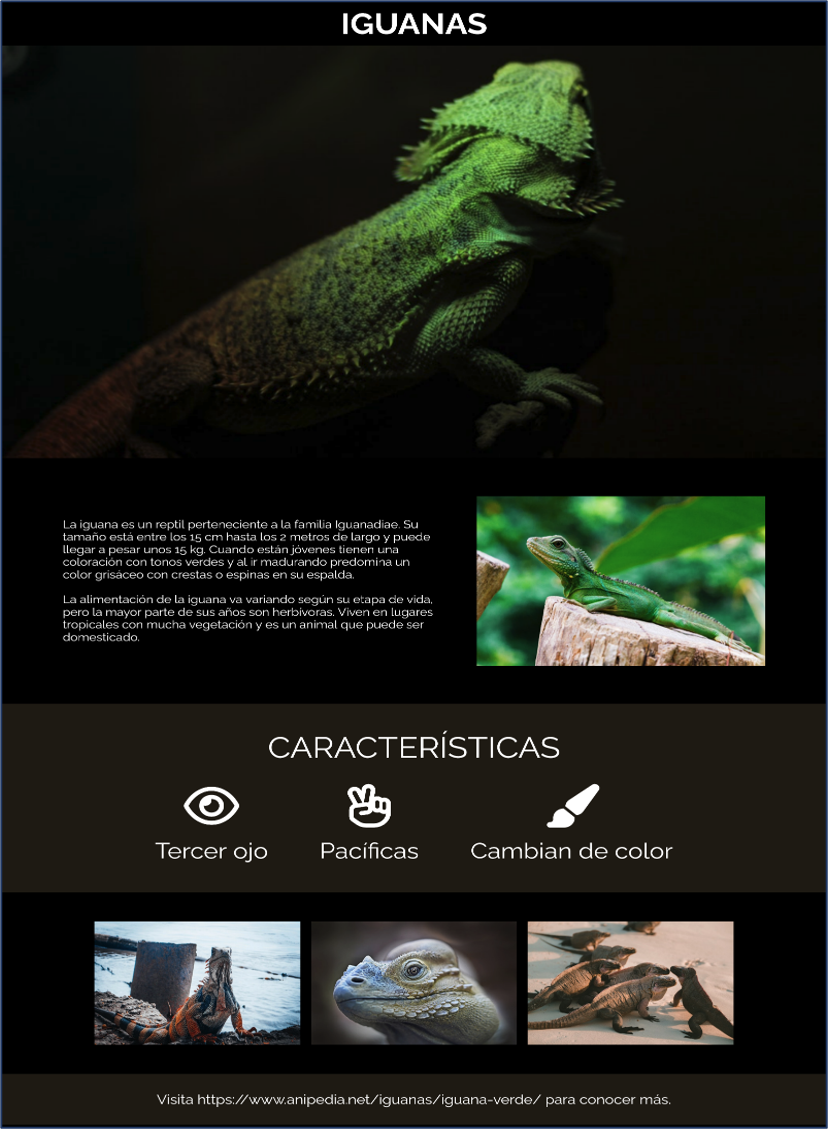 IGUANAS
La iguana es un reptil perteneciente a la familia Iguanadiae. Su
tamaño está entre los 15 cm hasta los 2 metros de largo y puede
llegar a pesar unos 15 kg. Cuando están jóvenes tienen una
coloración con tonos verdes y al ir madurando predomina un
color grisáceo con crestas o espinas en su espalda.
La alimentación de la iguana va variando según su etapa de vida,
pero la mayor parte de sus años son herbívoras. Viven en lugares
tropicales con mucha vegetación y es un animal que puede ser
domesticado.
CARACTERÍSTICAS
Tercer ojo
Pacíficas
Cambian de color
Visita https://www.anipedia.net/iguanas/iguana-verde/ para conocer más.